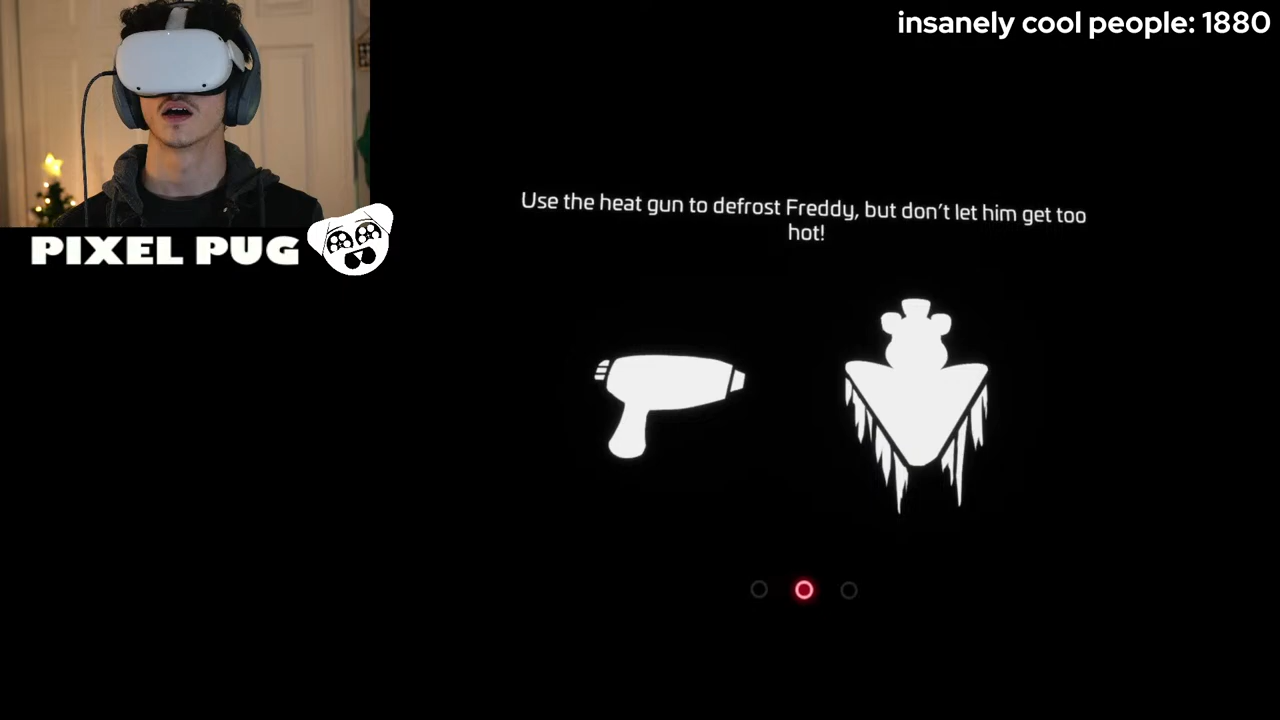 insanely cool people: 1880
PIXEL PUG
Use the heat gun to defrost Freddy, but don't let him get too
hot!